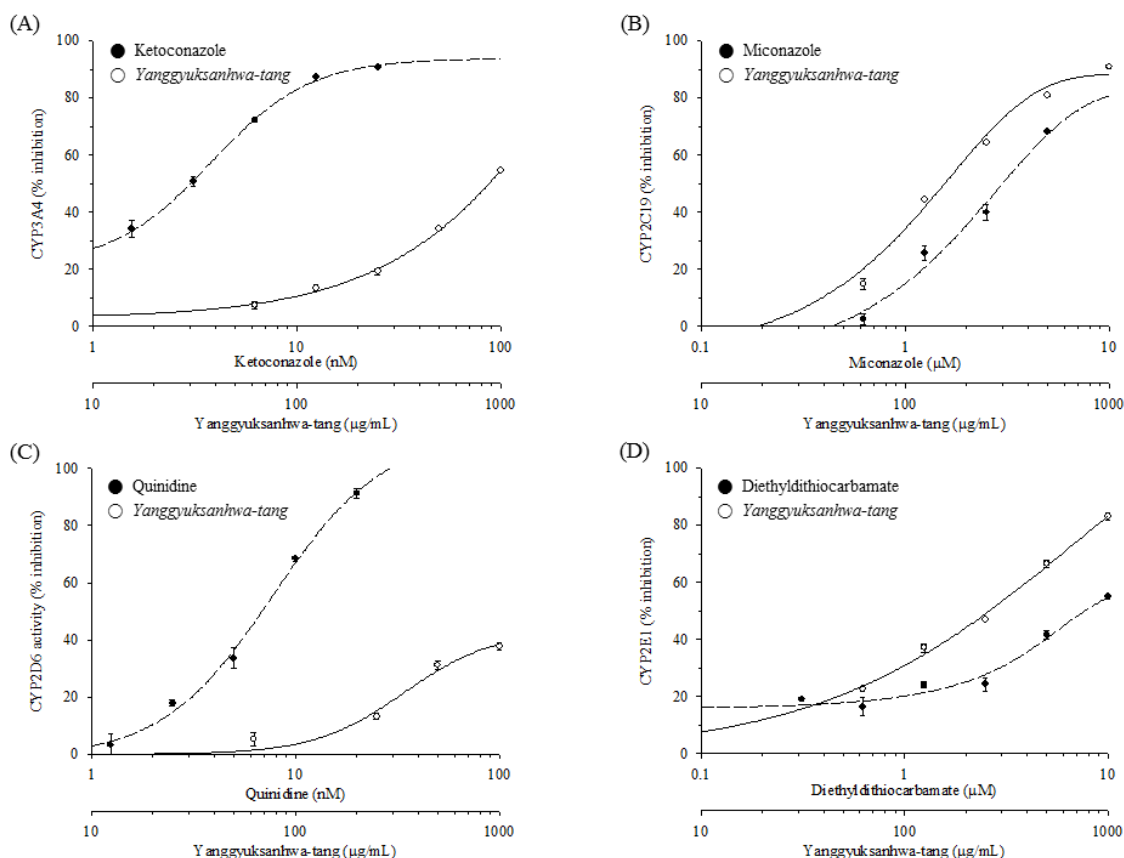 (A)
CYP3A4 (% inhibition)
100
80
60
40
20
0
Ketoconazole
Yanggyuksanhwa-tang
1 10 100
Ketoconazole (nM)
10 100 1000
Yanggyuksanhwa-tang (μg/mL)
(B)
CYP2C19 (% inhibition)
100
80
60
40
20
0
Miconazole
Yanggyuksanhwa-tang
0.1 1 10
Miconazole (μM)
10 100 1000
Yanggyuksanhwa-tang (μg/mL)
(C)
CYP2D6 activity (% inhibition)
100
80
60
40
20
0
Quinidine
Yanggyuksanhwa-tang
1 10 100
Quinidine (nM)
10 100 1000
Yanggyuksanhwa-tang (μg/mL)
(D)
CYP2E1 (% inhibition)
100
80
60
40
20
0
Diethyldithiocarbamate
Yanggyuksanhwa-tang
0.1 1 10
Diethyldithiocarbamate (μM)
10 100 1000
Yanggyuksanhwa-tang (μg/mL)